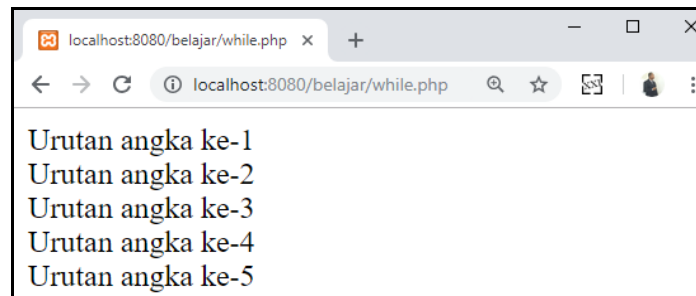 localhost:8080/belajar/while.php
localhost:8080/belajar/while.php
Urutan angka ke-1
Urutan angka ke-2
Urutan angka ke-3
Urutan angka ke-4
Urutan angka ke-5